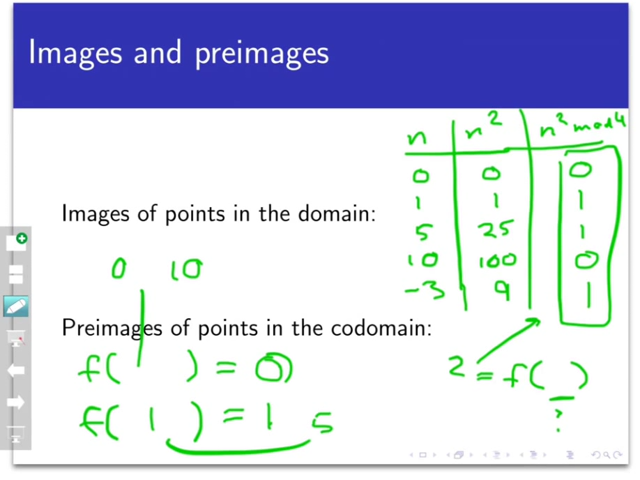 Images and preimages
n n² n² mod 4
0 0 0
1 1 1
5 25 1
10 100 0
-3 9 1
Images of points in the domain:
0 10
Preimages of points in the codomain:
f( ) = 0
2 = f( )
?
f( 1 ) = 1 5